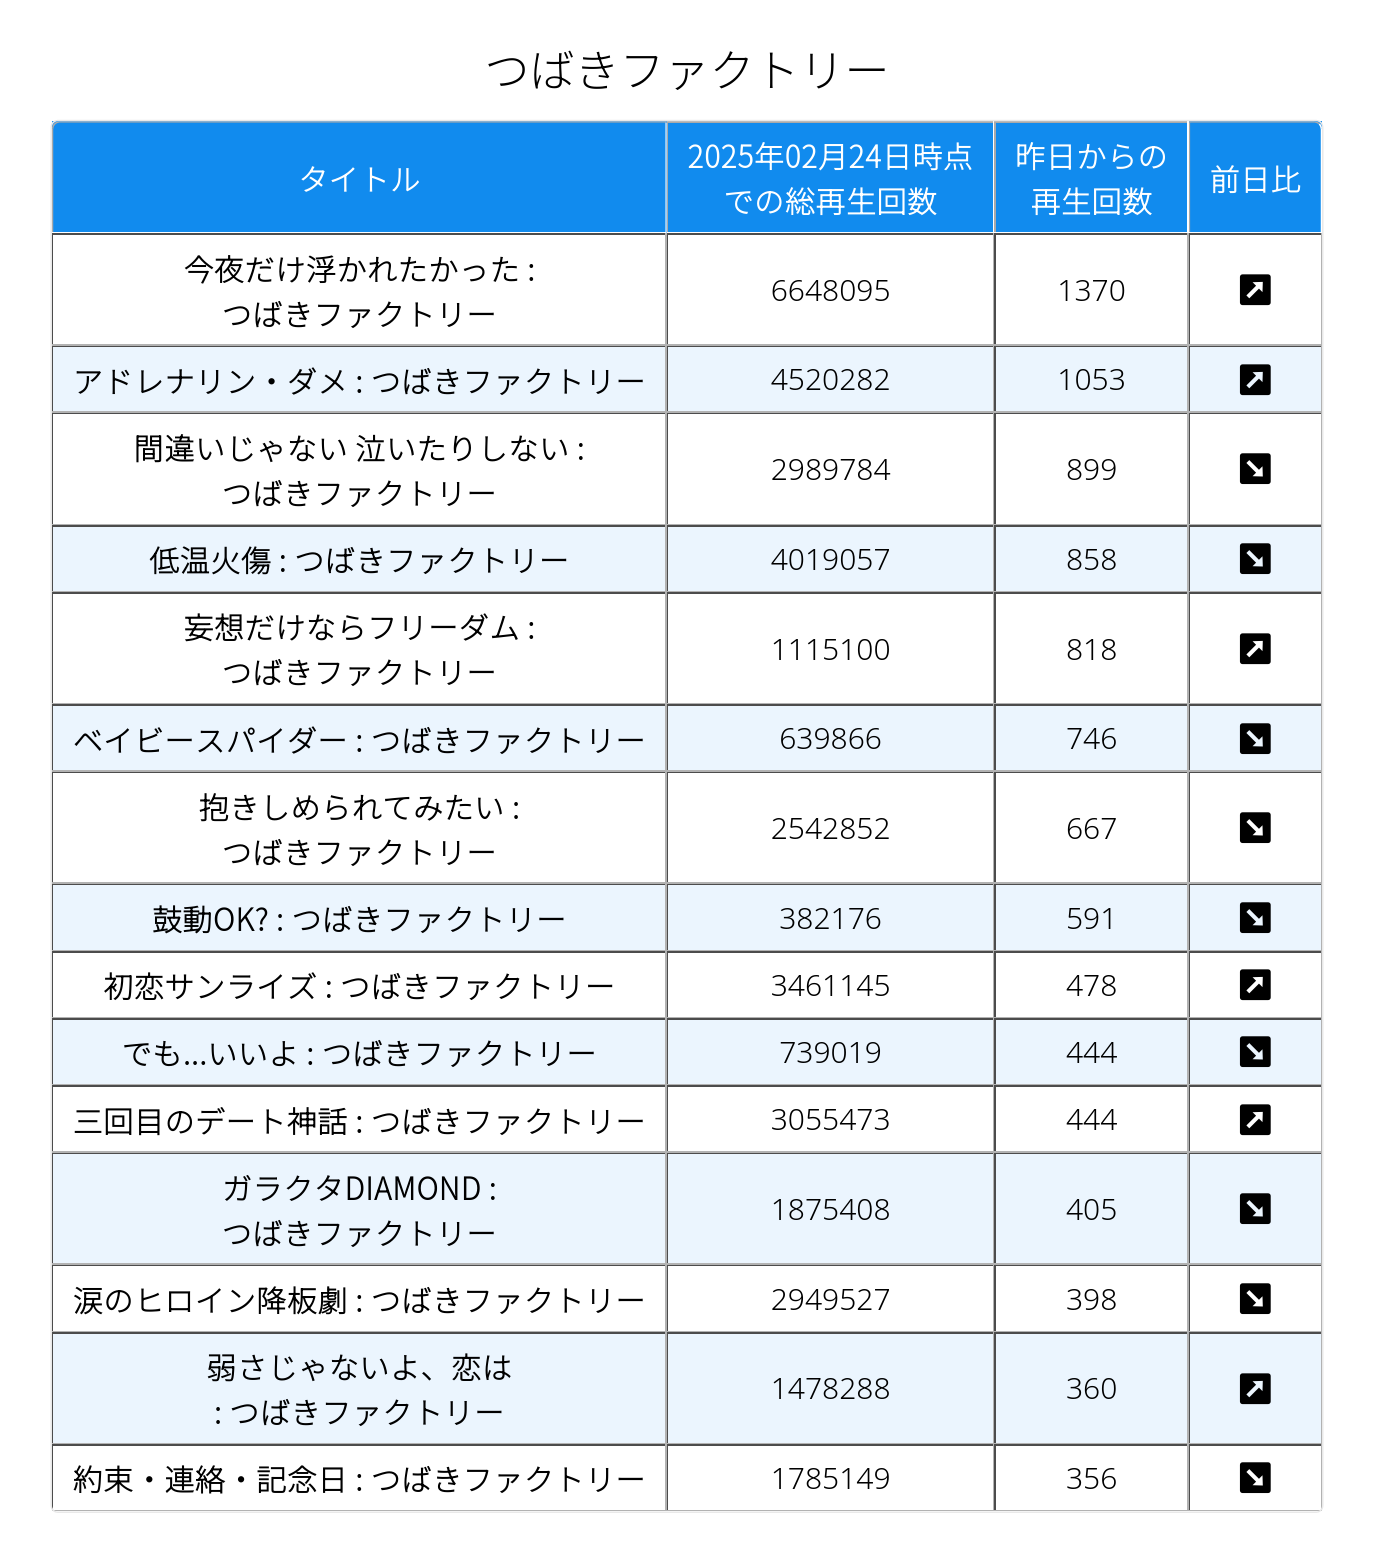 つばきファクトリー
タイトル
2025年02月24日時点
での総再生回数
昨日からの
再生回数
前日比
今夜だけ浮かれたかった :
つばきファクトリー
6648095
1370
アドレナリン・ダメ : つばきファクトリー
4520282
1053
間違いじゃない 泣いたりしない :
つばきファクトリー
2989784
899
低温火傷 : つばきファクトリー
4019057
858
妄想だけならフリーダム :
つばきファクトリー
1115100
818
ベイビースパイダー : つばきファクトリー
639866
746
抱きしめられてみたい :
つばきファクトリー
2542852
667
鼓動OK? : つばきファクトリー
382176
591
初恋サンライズ : つばきファクトリー
3461145
478
でも...いいよ : つばきファクトリー
739019
444
三回目のデート神話 : つばきファクトリー
3055473
444
ガラクタDIAMOND :
つばきファクトリー
1875408
405
涙のヒロイン降板劇 : つばきファクトリー
2949527
398
弱さじゃないよ、恋は
: つばきファクトリー
1478288
360
約束・連絡・記念日 : つばきファクトリー
1785149
356